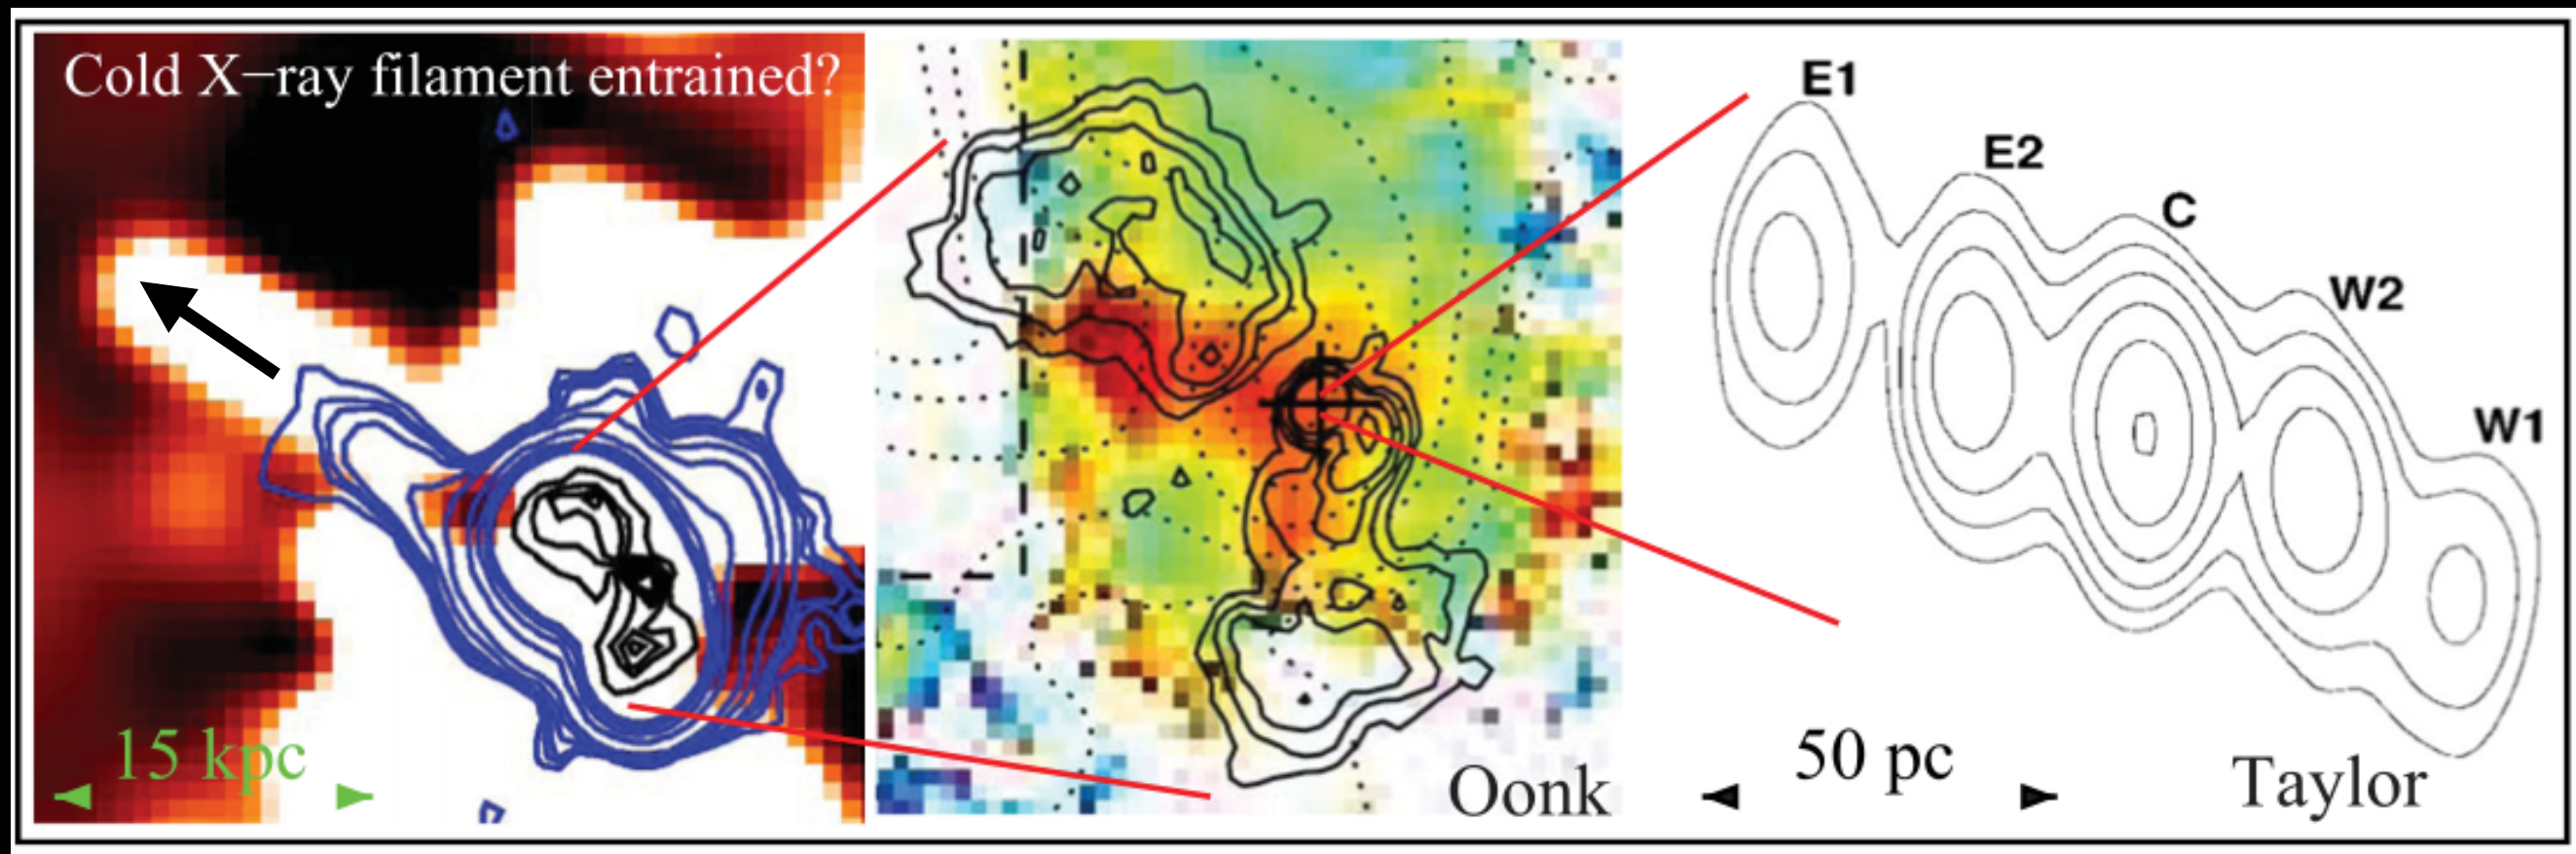 Cold X−ray filament entrained?
15 kpc
Oonk
E1
E2
C
W2
W1
50 pc
Taylor